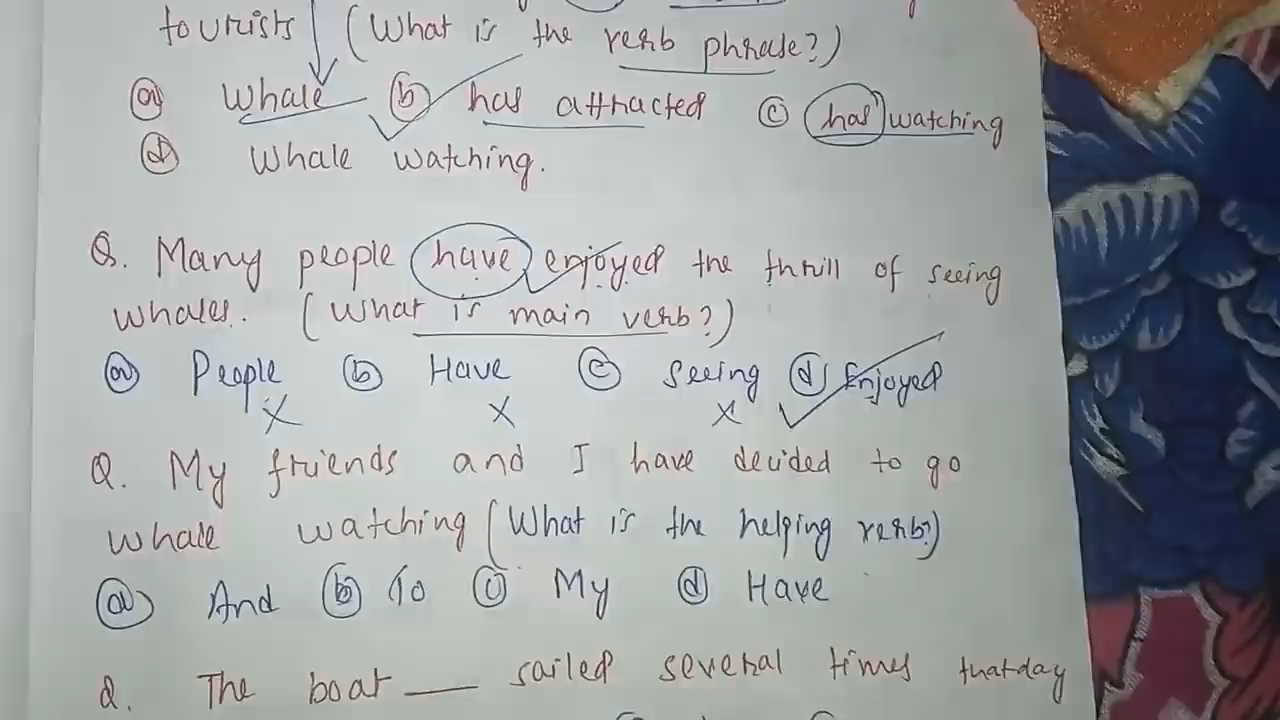 tourists (What is the verb phrase?)
(a) Whale (b) has attracted (c) has watching
(d) Whale watching.
Q. Many people have enjoyed the thrill of seeing
whales. (What is main verb?)
(a) People (b) Have (c) Seeing (d) Enjoyed
Q. My friends and I have decided to go
whale watching (What is the helping verb?)
(a) And (b) To (c) My (d) Have
Q. The boat ___ sailed several times that day